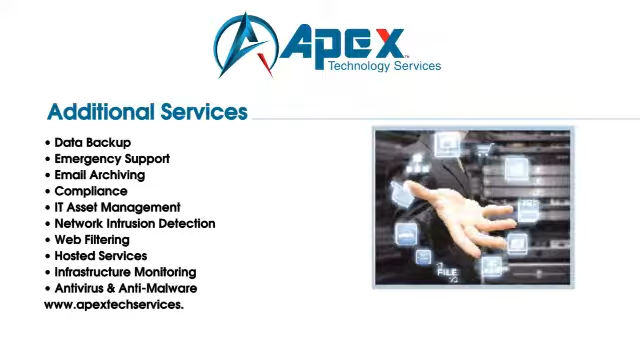 Apex
Technology Services
Additional Services
• Data Backup
• Emergency Support
• Email Archiving
• Compliance
• IT Asset Management
• Network Intrusion Detection
• Web Filtering
• Hosted Services
• Infrastructure Monitoring
• Antivirus & Anti-Malware
www.apextechservices.
FILE